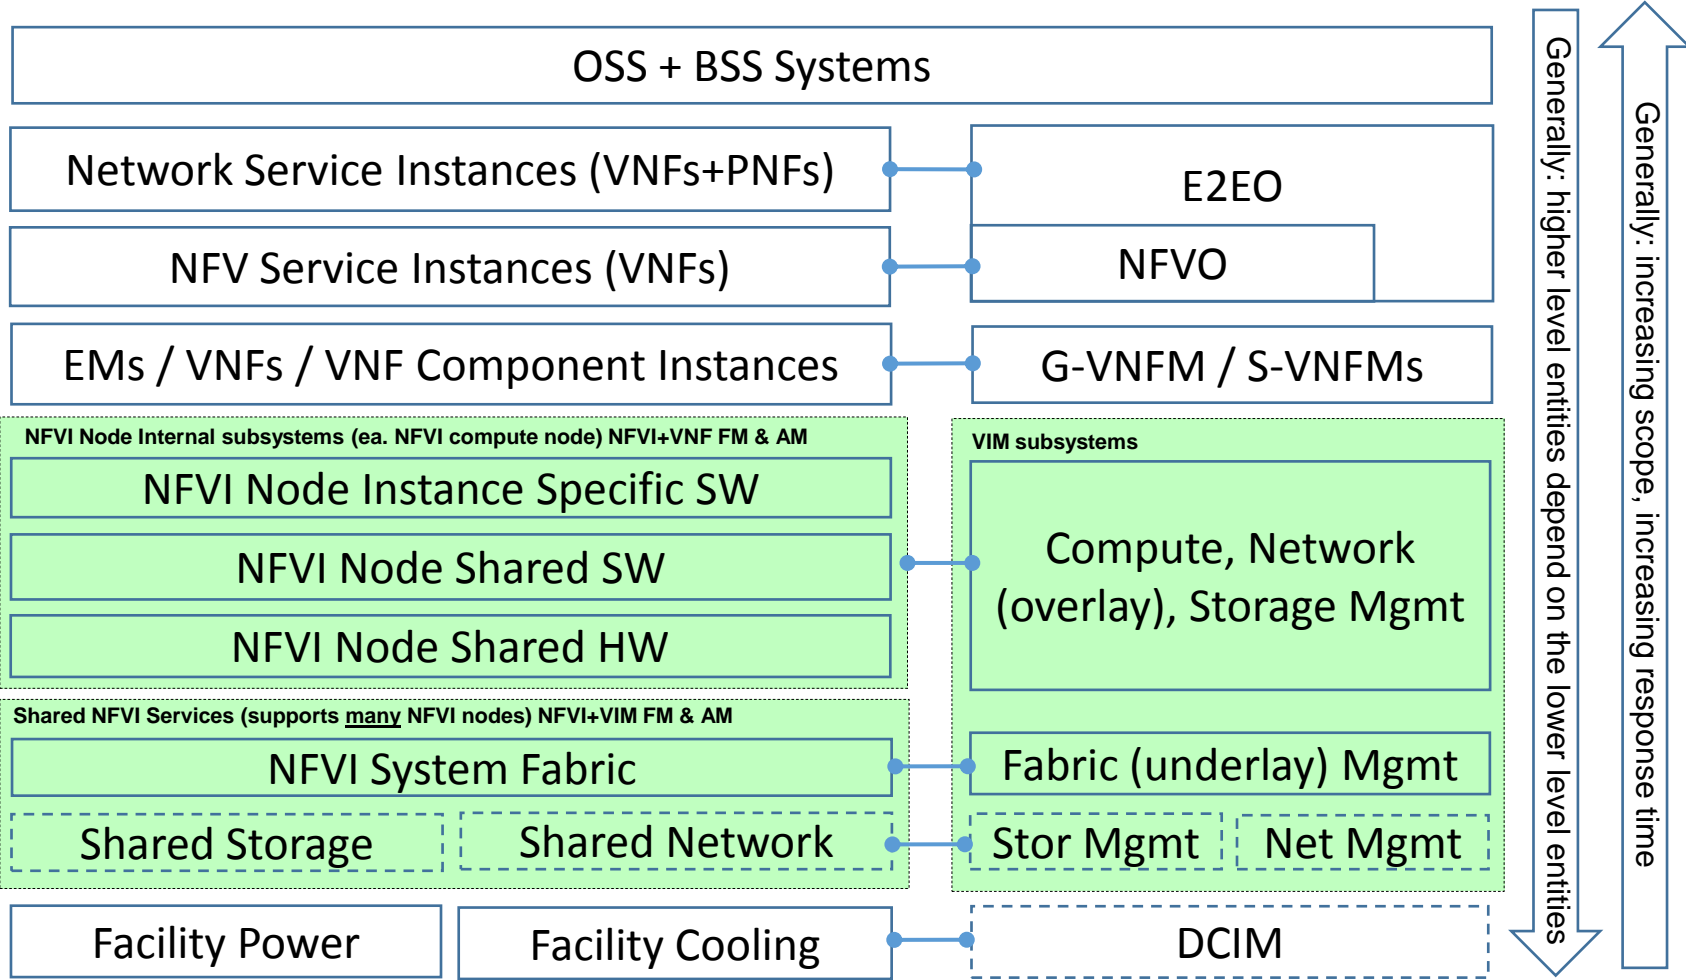 OSS + BSS Systems
Network Service Instances (VNFs+PNFs)
E2EO
NFV Service Instances (VNFs)
NFVO
EMs / VNFs / VNF Component Instances
G-VNFM / S-VNFMs
NFVI Node Internal subsystems (ea. NFVI compute node) NFVI+VNF FM & AM
NFVI Node Instance Specific SW
NFVI Node Shared SW
NFVI Node Shared HW
VIM subsystems
Compute, Network
(overlay), Storage Mgmt
Shared NFVI Services (supports many NFVI nodes) NFVI+VIM FM & AM
NFVI System Fabric
Fabric (underlay) Mgmt
Shared Storage
Shared Network
Stor Mgmt
Net Mgmt
Facility Power
Facility Cooling
DCIM
Generally: higher level entities depend on the lower level entities
Generally: increasing scope, increasing response time